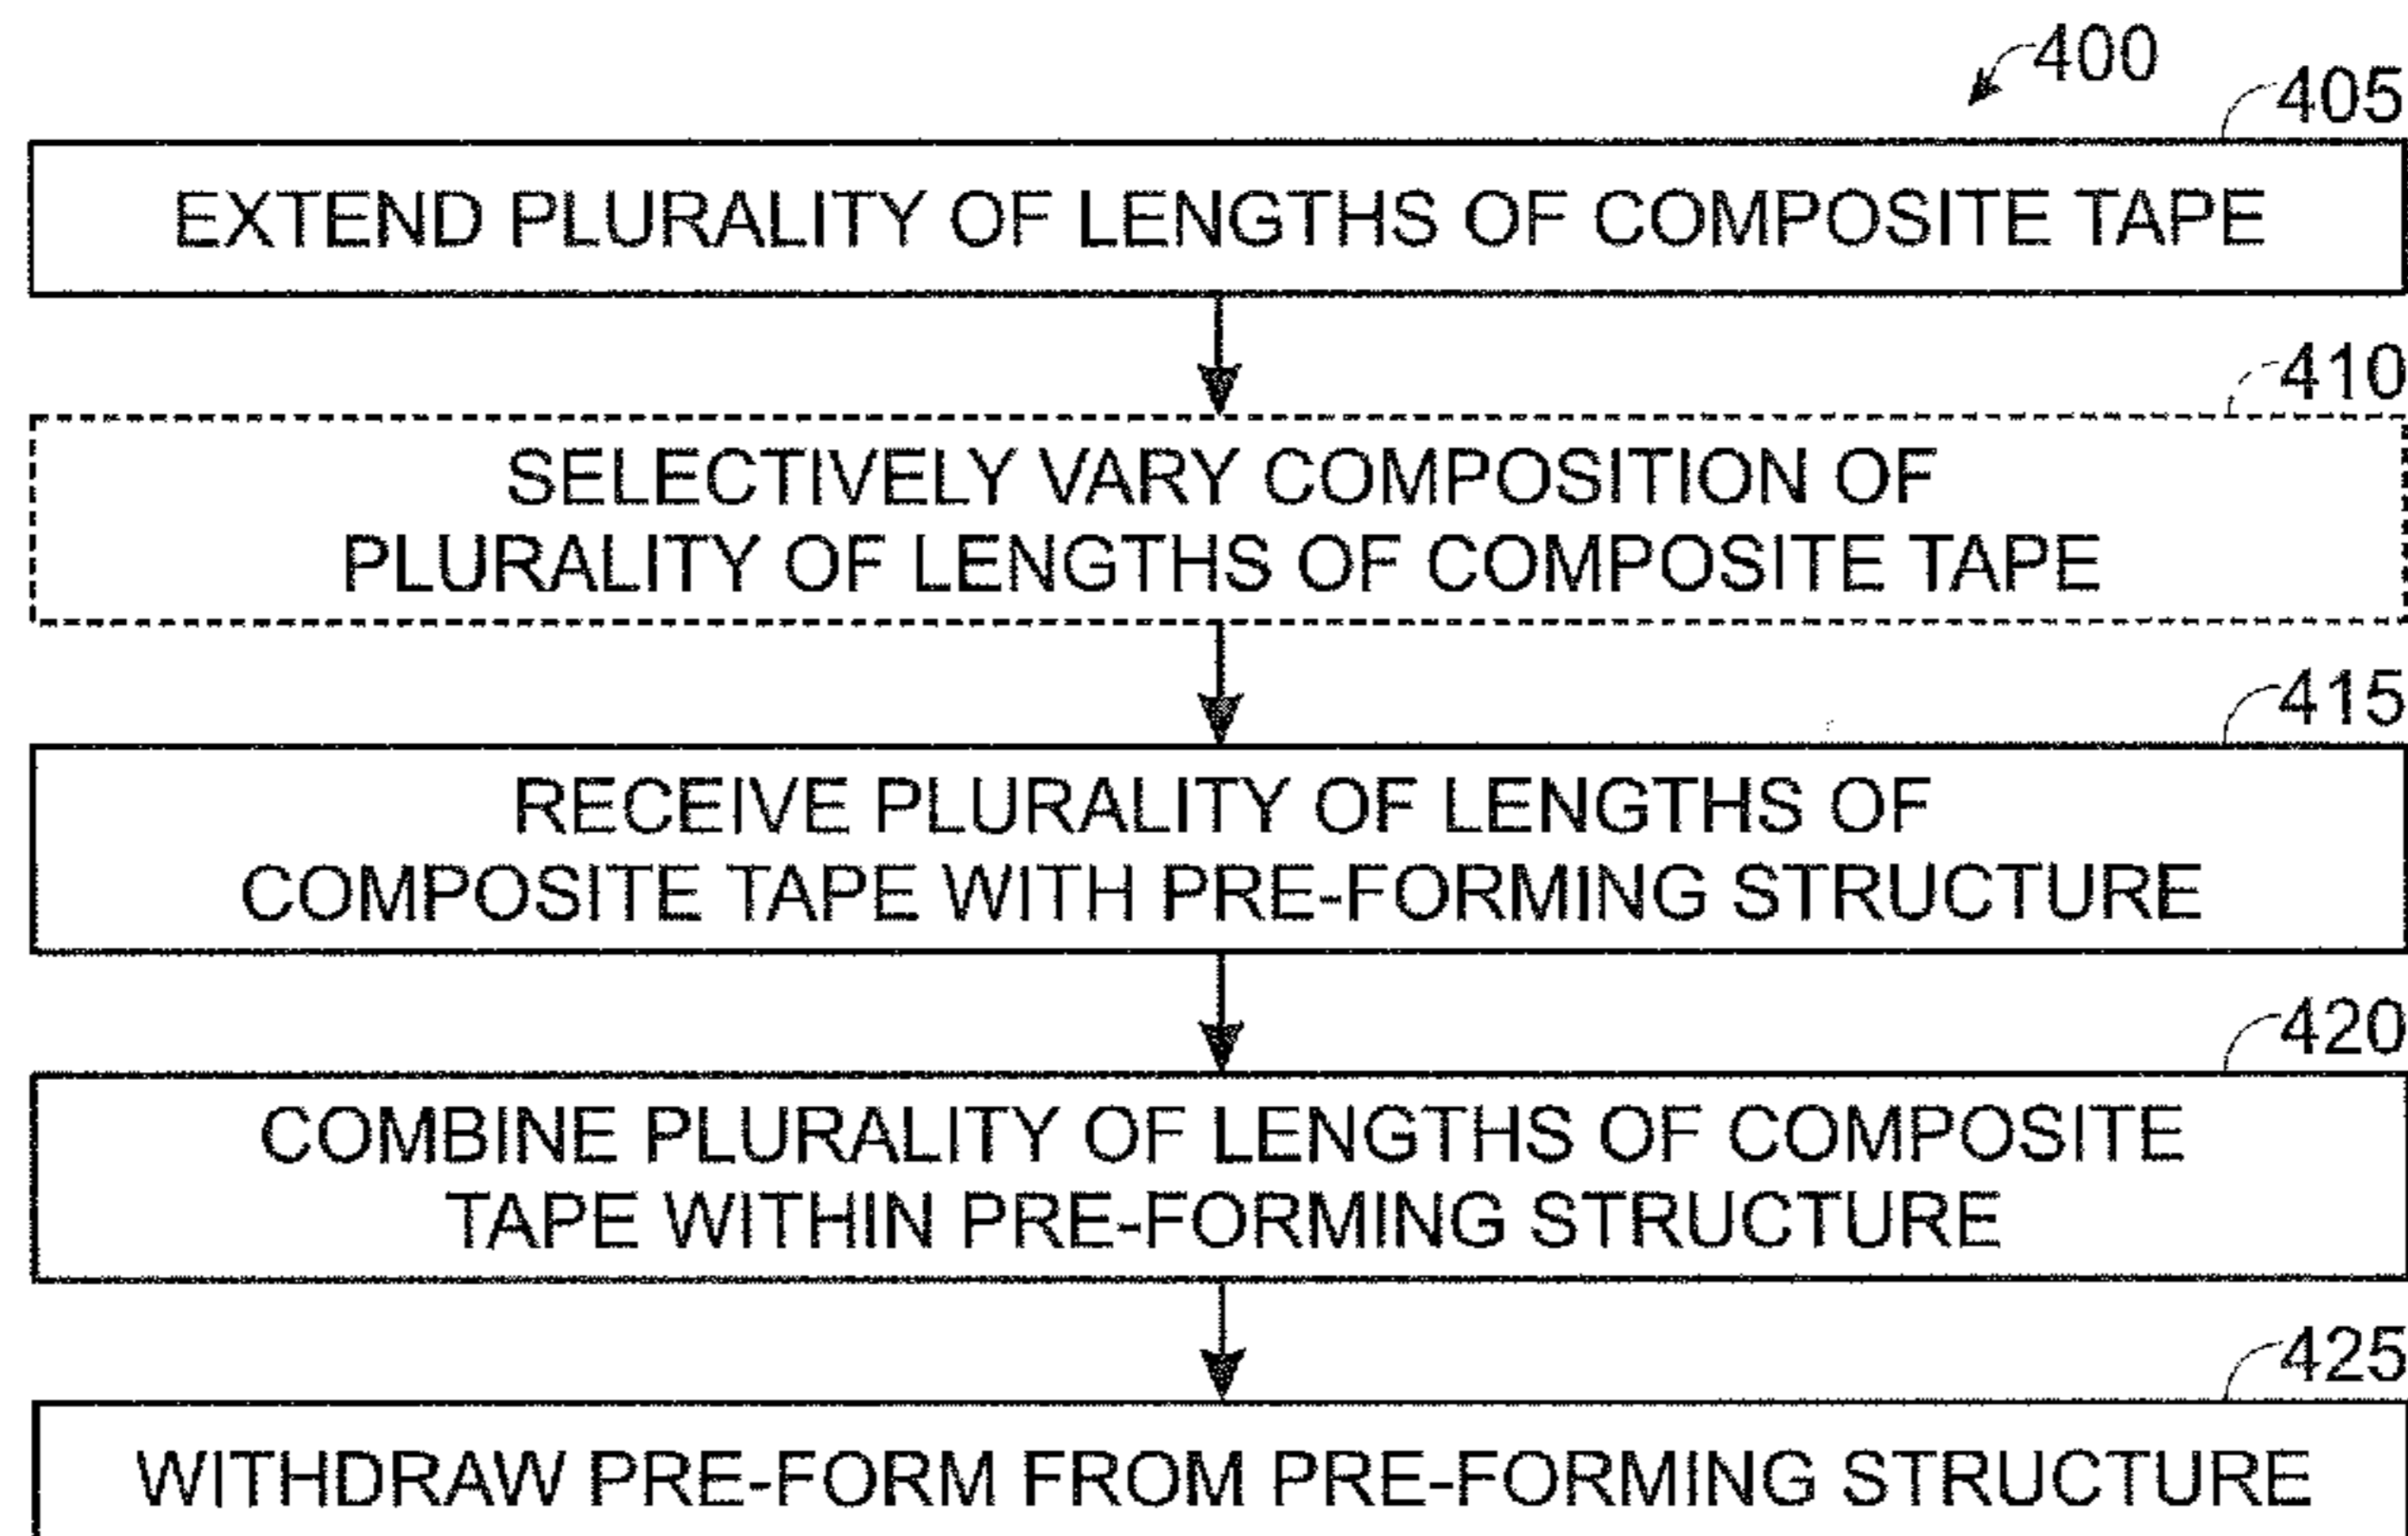 400
405
EXTEND PLURALITY OF LENGTHS OF COMPOSITE TAPE
410
SELECTIVELY VARY COMPOSITION OF
PLURALITY OF LENGTHS OF COMPOSITE TAPE
415
RECEIVE PLURALITY OF LENGTHS OF
COMPOSITE TAPE WITH PRE-FORMING STRUCTURE
420
COMBINE PLURALITY OF LENGTHS OF COMPOSITE
TAPE WITHIN PRE-FORMING STRUCTURE
425
WITHDRAW PRE-FORM FROM PRE-FORMING STRUCTURE